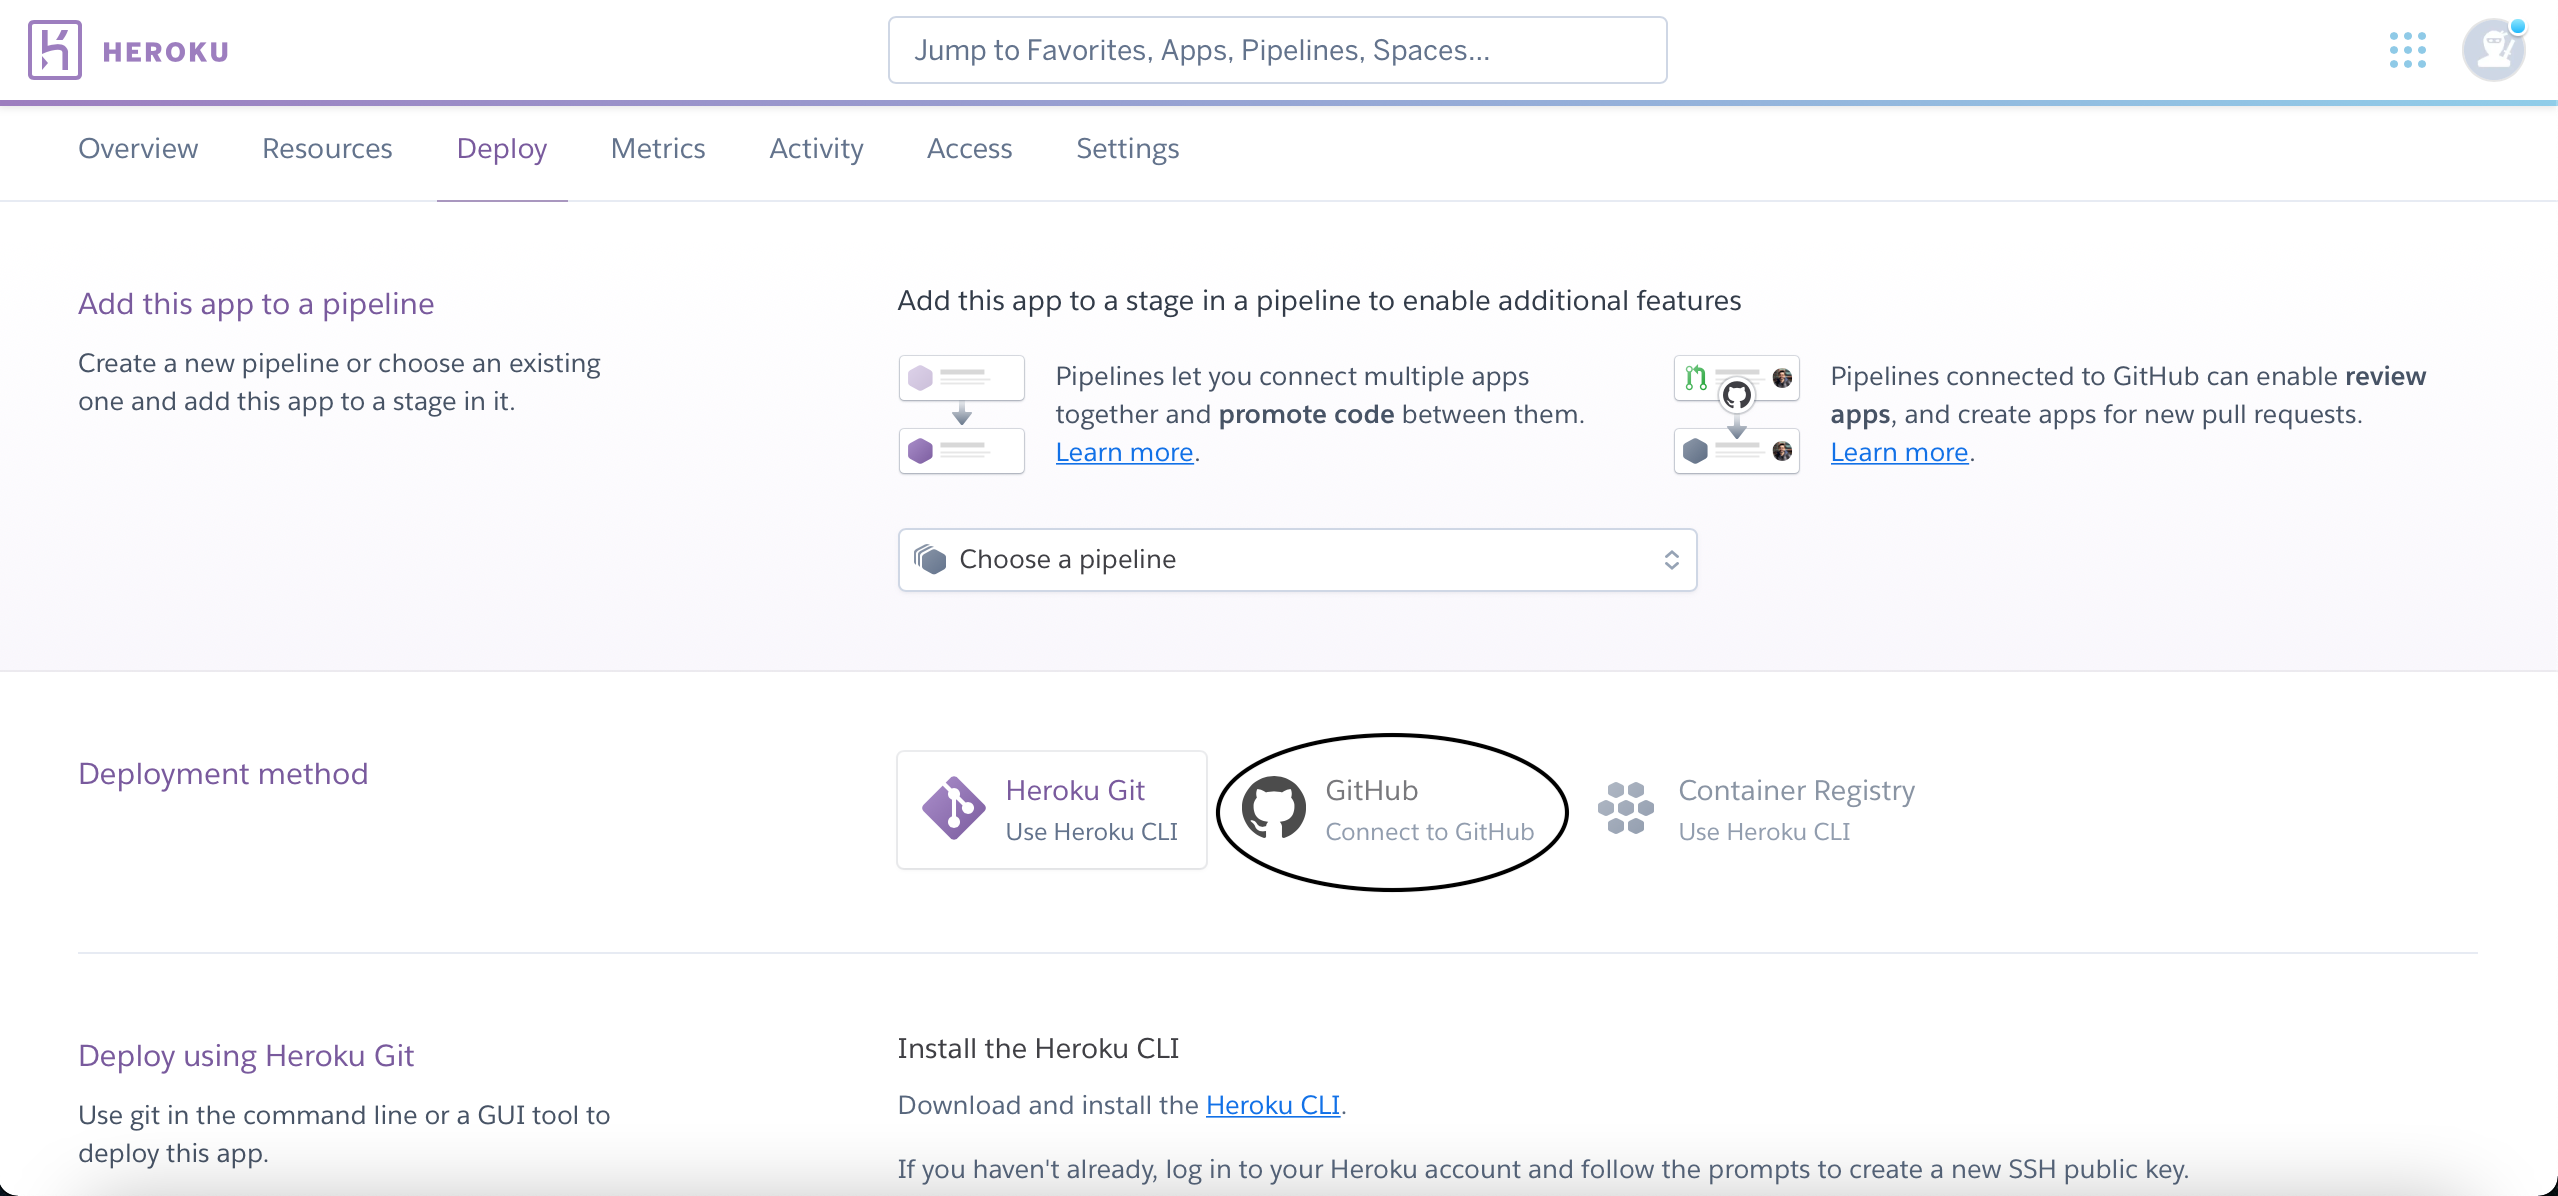 HEROKU
Jump to Favorites, Apps, Pipelines, Spaces...
Overview Resources Deploy Metrics Activity Access Settings
Add this app to a pipeline
Create a new pipeline or choose an existing
one and add this app to a stage in it.
Add this app to a stage in a pipeline to enable additional features
Pipelines let you connect multiple apps
together and promote code between them.
Learn more.
Pipelines connected to GitHub can enable review
apps, and create apps for new pull requests.
Learn more.
Choose a pipeline
Deployment method
Heroku Git
Use Heroku CLI
GitHub
Connect to GitHub
Container Registry
Use Heroku CLI
Deploy using Heroku Git
Use git in the command line or a GUI tool to
deploy this app.
Install the Heroku CLI
Download and install the Heroku CLI.
If you haven't already, log in to your Heroku account and follow the prompts to create a new SSH public key.